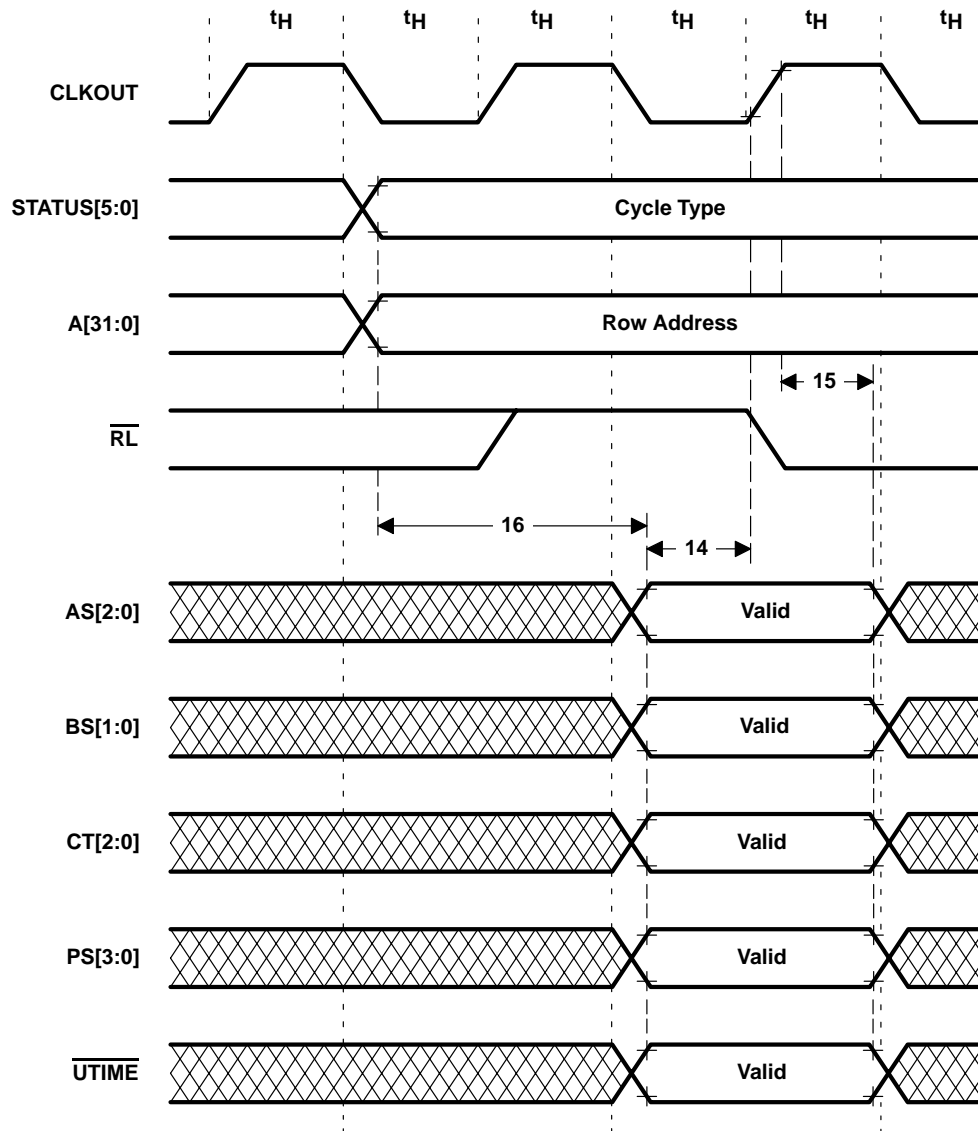 tH tH tH tH tH tH
CLKOUT
STATUS[5:0] Cycle Type
A[31:0] Row Address
15
RL
16
14
AS[2:0] Valid
BS[1:0] Valid
CT[2:0] Valid
PS[3:0] Valid
UTIME Valid